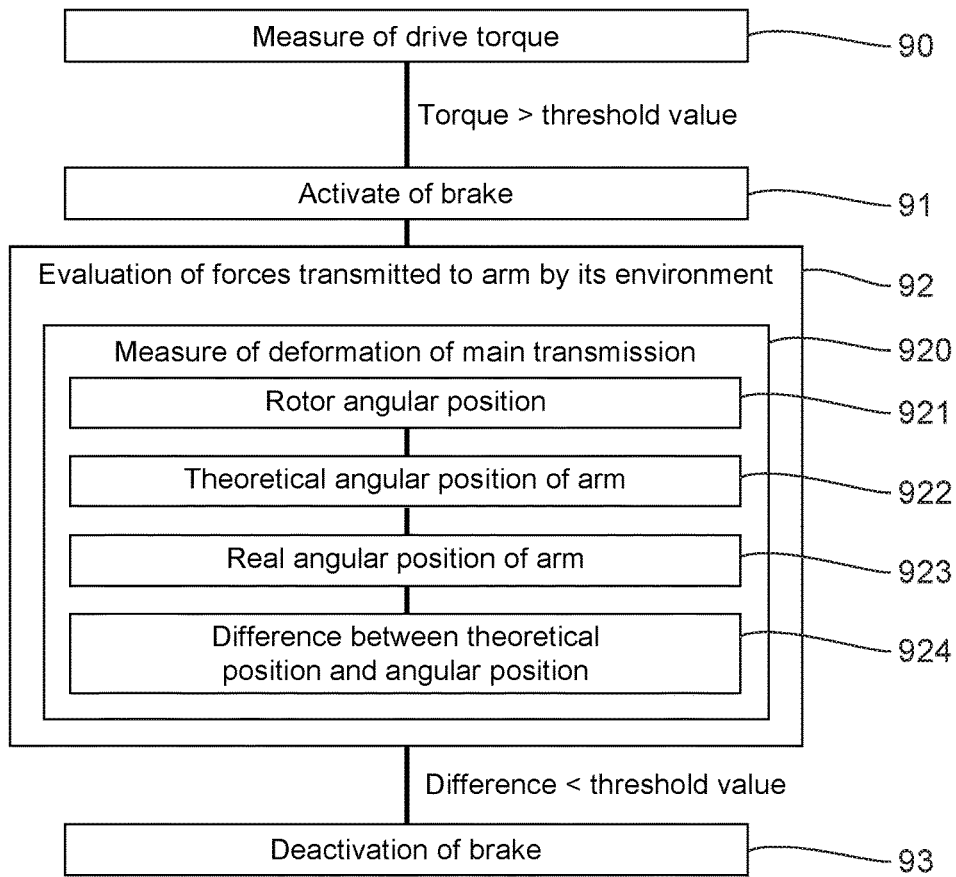 Measure of drive torque
90
Torque > threshold value
Activate of brake
91
Evaluation of forces transmitted to arm by its environment
92
Measure of deformation of main transmission
920
Rotor angular position
921
Theoretical angular position of arm
922
Real angular position of arm
923
Difference between theoretical
position and angular position
924
Difference < threshold value
Deactivation of brake
93